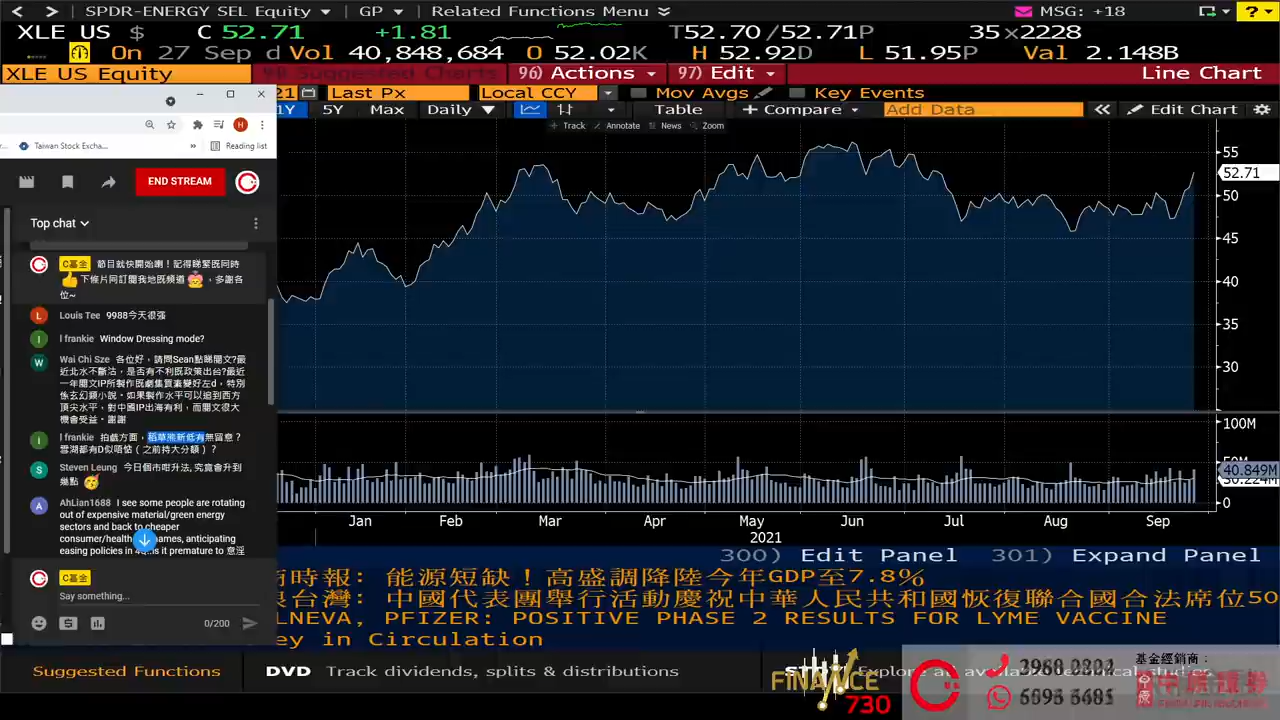 SPDR-ENERGY SEL Equity GP Related Functions Menu MSG: +18
XLE US $ C 52.71 +1.81 T52.70/52.71P 35×2228
On 27 Sep d Vol 40,848,684 O 52.02K H 52.92D L 51.95P Val 2.148B
XLE US Equity 96) Actions 97) Edit Line Chart
21 Last Px Local CCY Mov Avgs Key Events
1Y 5Y Max Daily Table + Compare Add Data Edit Chart
Track Annotate News Zoom
Taiwan Stock Excha... Reading list
END STREAM
Top chat
C基金 節目就快開始喇！記得睇緊既同時
下條片同訂閱我地既頻道，多謝各
位~
Louis Tee 9988今天很强
I frankie Window Dressing mode?
Wai Chi Sze 各位好，請問Sean點睇閱文?最
近北水不斷沽，是否有不利既政策出台?最近
一年閱文IP所製作既劇集質素變好左d，特別
係玄幻類小說。如果製作水平可以追到西方
頂尖水平，對中國IP出海有利，而閱文很大
機會受益。謝謝
I frankie 拍戲方面，稻草熊新低有無留意？
雲湖都有D似唔惦（之前持大分額）？
Steven Leung 今日個市咁升法, 究竟會升到
幾點
AhLian1688 I see some people are rotating
out of expensive material/green energy
sectors and back to cheaper
easing policies in 4Q. Is it premature to 意淫
C基金
Say something...
0/200
55
52.71
50
45
40
35
30
100M
40.849M
0
Jan Feb Mar Apr May Jun Jul Aug Sep
2021
300) Edit Panel 301) Expand Panel
時報: 能源短缺！高盛調降陸今年GDP至7.8%
台灣: 中國代表團舉行活動慶祝中華人民共和國恢復聯合國合法席位50
LNEVA, PFIZER: POSITIVE PHASE 2 RESULTS FOR LYME VACCINE
ey in Circulation
Suggested Functions DVD Track dividends, splits & distributions
FINANCE
730
基金經銷商：